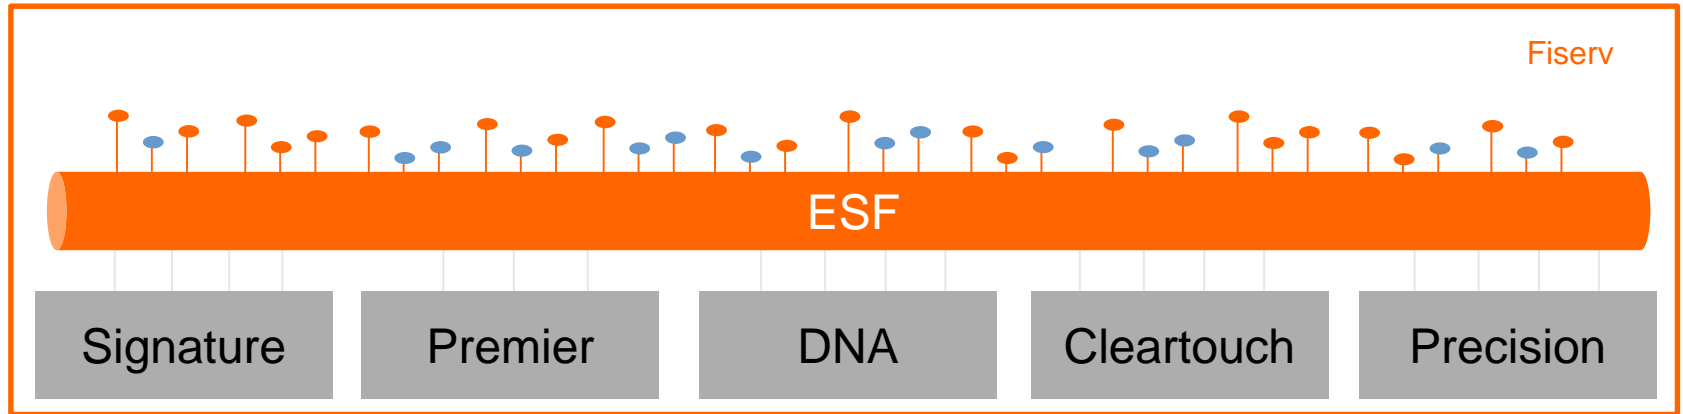 Fiserv
ESF
Signature
Premier
DNA
Cleartouch
Precision